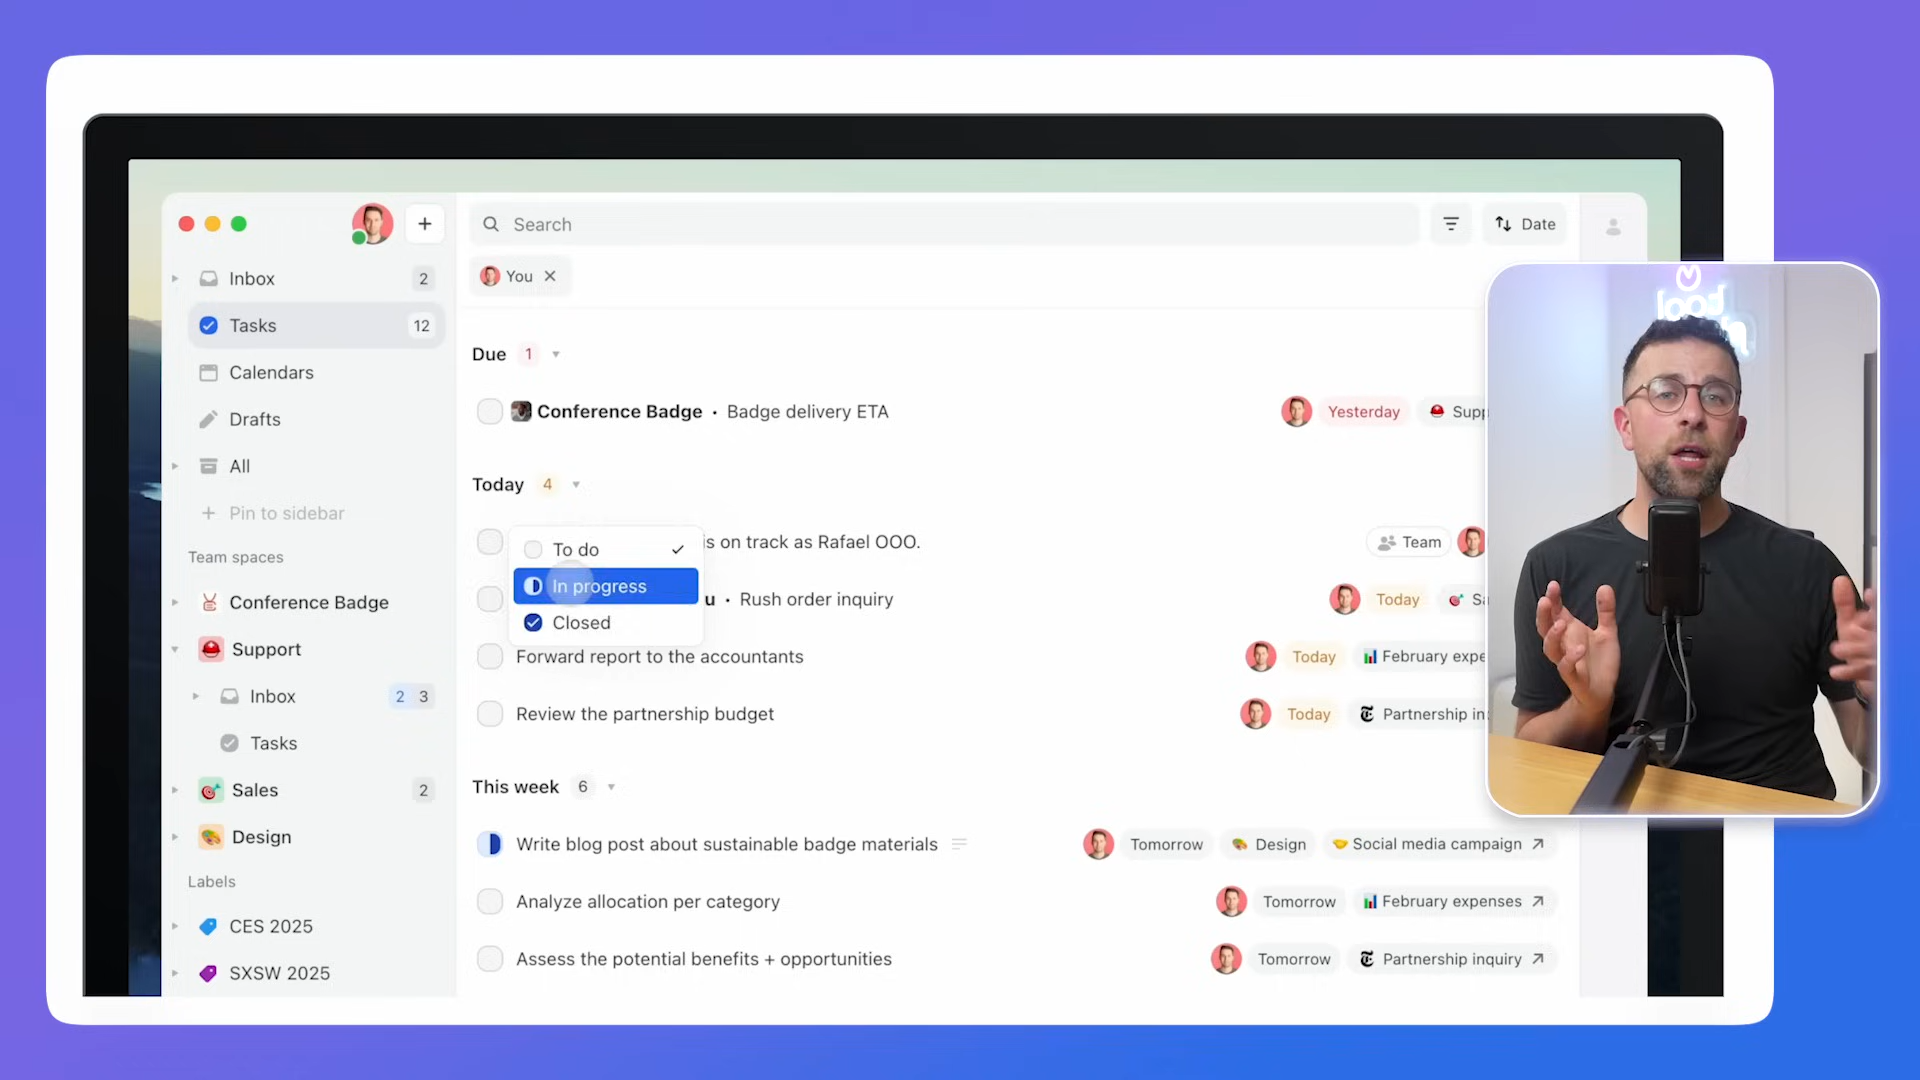 Search
Date
You
Inbox 2
Tasks 12
Calendars
Drafts
All
Pin to sidebar
Team spaces
Conference Badge
Support
Inbox 2 3
Tasks
Sales 2
Design
Labels
CES 2025
SXSW 2025
Due 1
Conference Badge • Badge delivery ETA
Yesterday
Today 4
is on track as Rafael OOO.
Team
To do
In progress
Closed
• Rush order inquiry
Today
Forward report to the accountants
Today
February expe
Review the partnership budget
Today
Partnership in
This week 6
Write blog post about sustainable badge materials
Tomorrow
Design
Social media campaign
Analyze allocation per category
Tomorrow
February expenses
Assess the potential benefits + opportunities
Tomorrow
Partnership inquiry